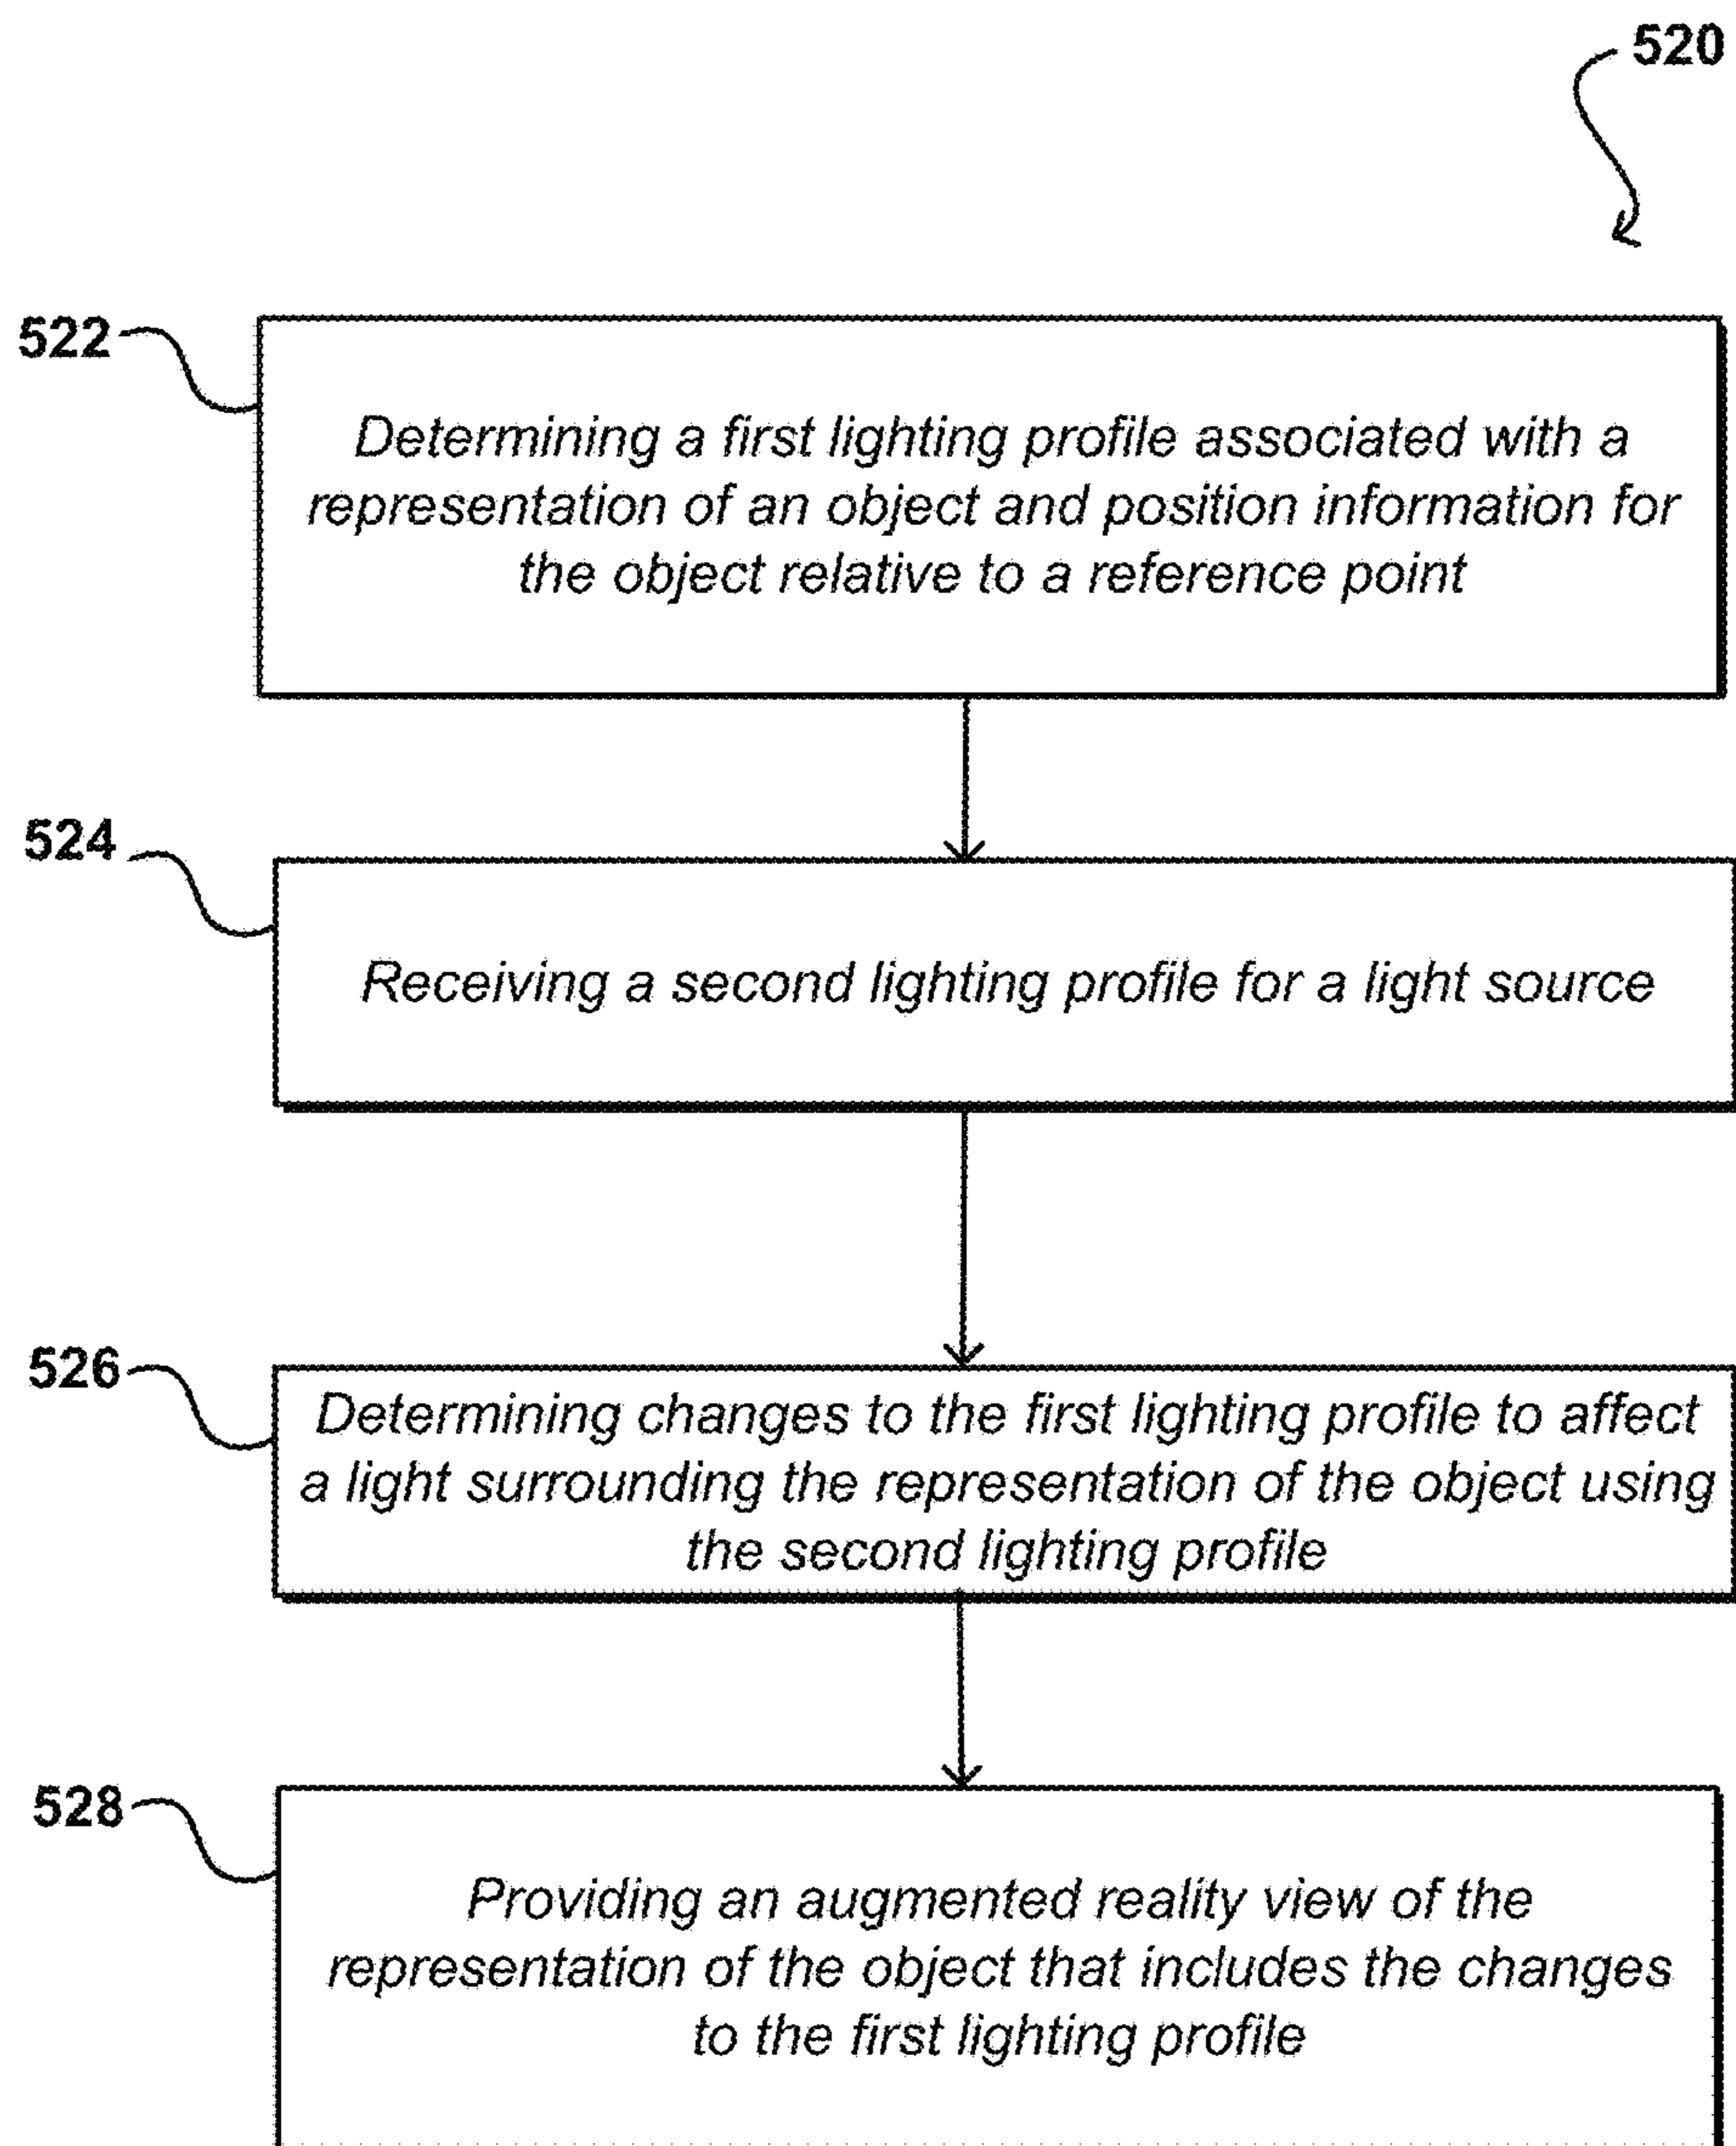 520
522
Determining a first lighting profile associated with a
representation of an object and position information for
the object relative to a reference point
524
Receiving a second lighting profile for a light source
526
Determining changes to the first lighting profile to affect
a light surrounding the representation of the object using
the second lighting profile
528
Providing an augmented reality view of the
representation of the object that includes the changes
to the first lighting profile